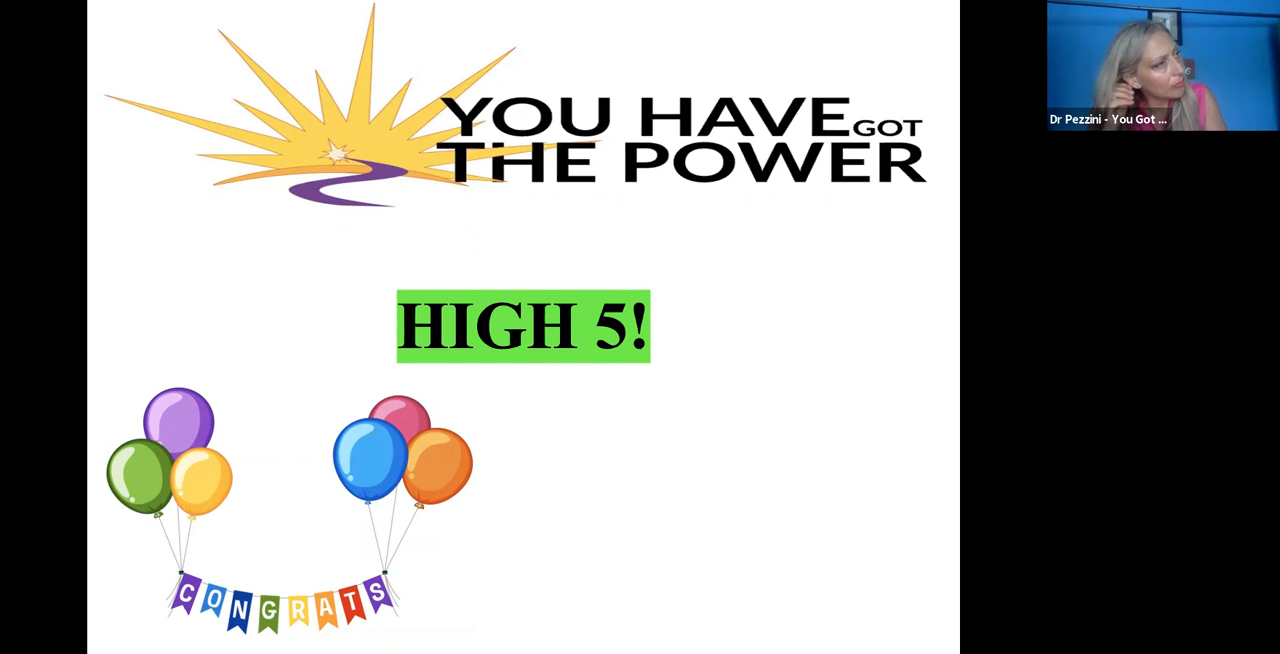 YOU HAVE GOT
THE POWER
Dr Pezzini - You Got ...
HIGH 5!
CONGRATS